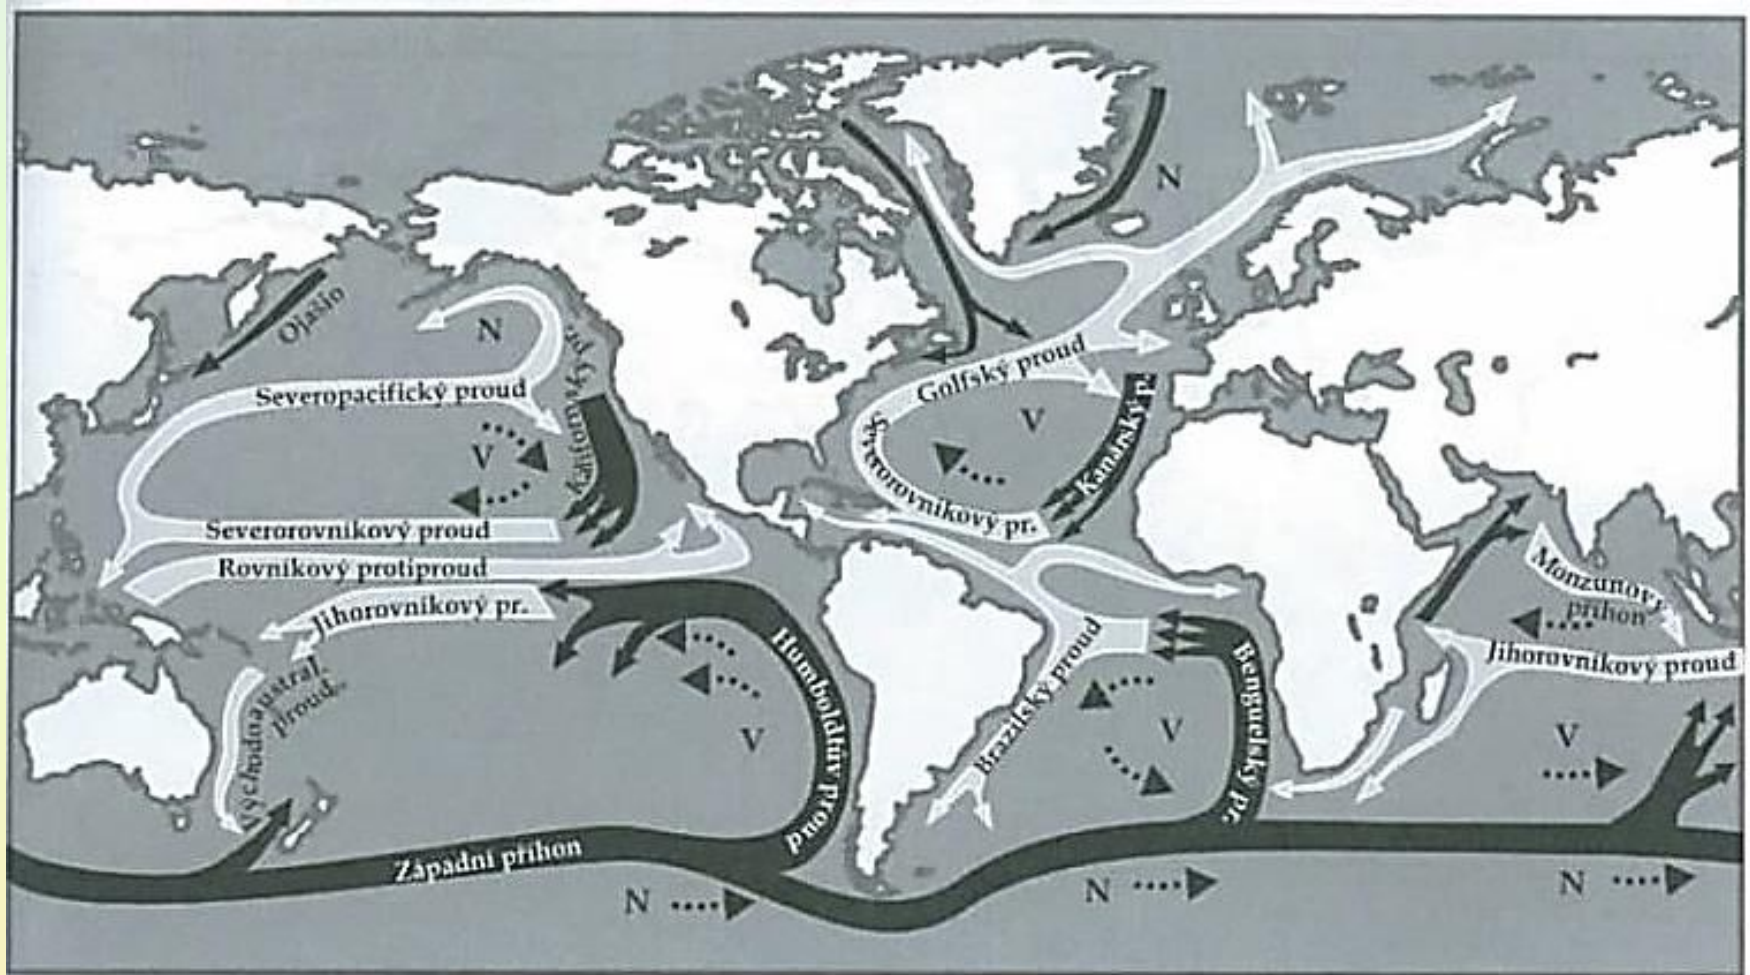 N
Ojašio
N
Kalifornský pr.
Severopacifický proud
Golfský proud
V
V
Kanárský p.
Severorovníkový pr.
Severorovníkový proud
Rovníkový protiproud
Monzunový
příhon
Jihorovníkový pr.
Jihorovníkový proud
Východoaustral.
proud
Humboldtův proud
Brazilský proud
Benguelský pr.
V
V
V
Západní příhon
N
N
N